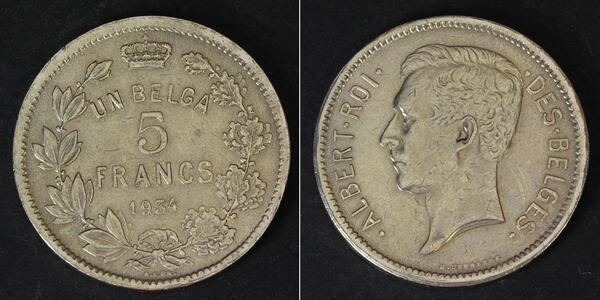 UN BELGA
5
FRANCS
1934
·ALBERT·ROI·
·DES·BELGES·